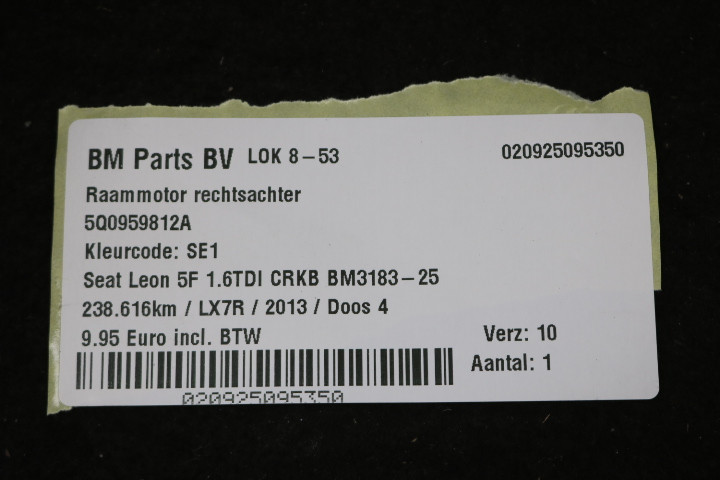 BM Parts BV LOK 8-53 020925095350
Raammotor rechtsachter
5Q0959812A
Kleurcode: SE1
Seat Leon 5F 1.6TDI CRKB BM3183-25
238.616km / LX7R / 2013 / Doos 4
9.95 Euro incl. BTW Verz: 10
Aantal: 1
020925095350